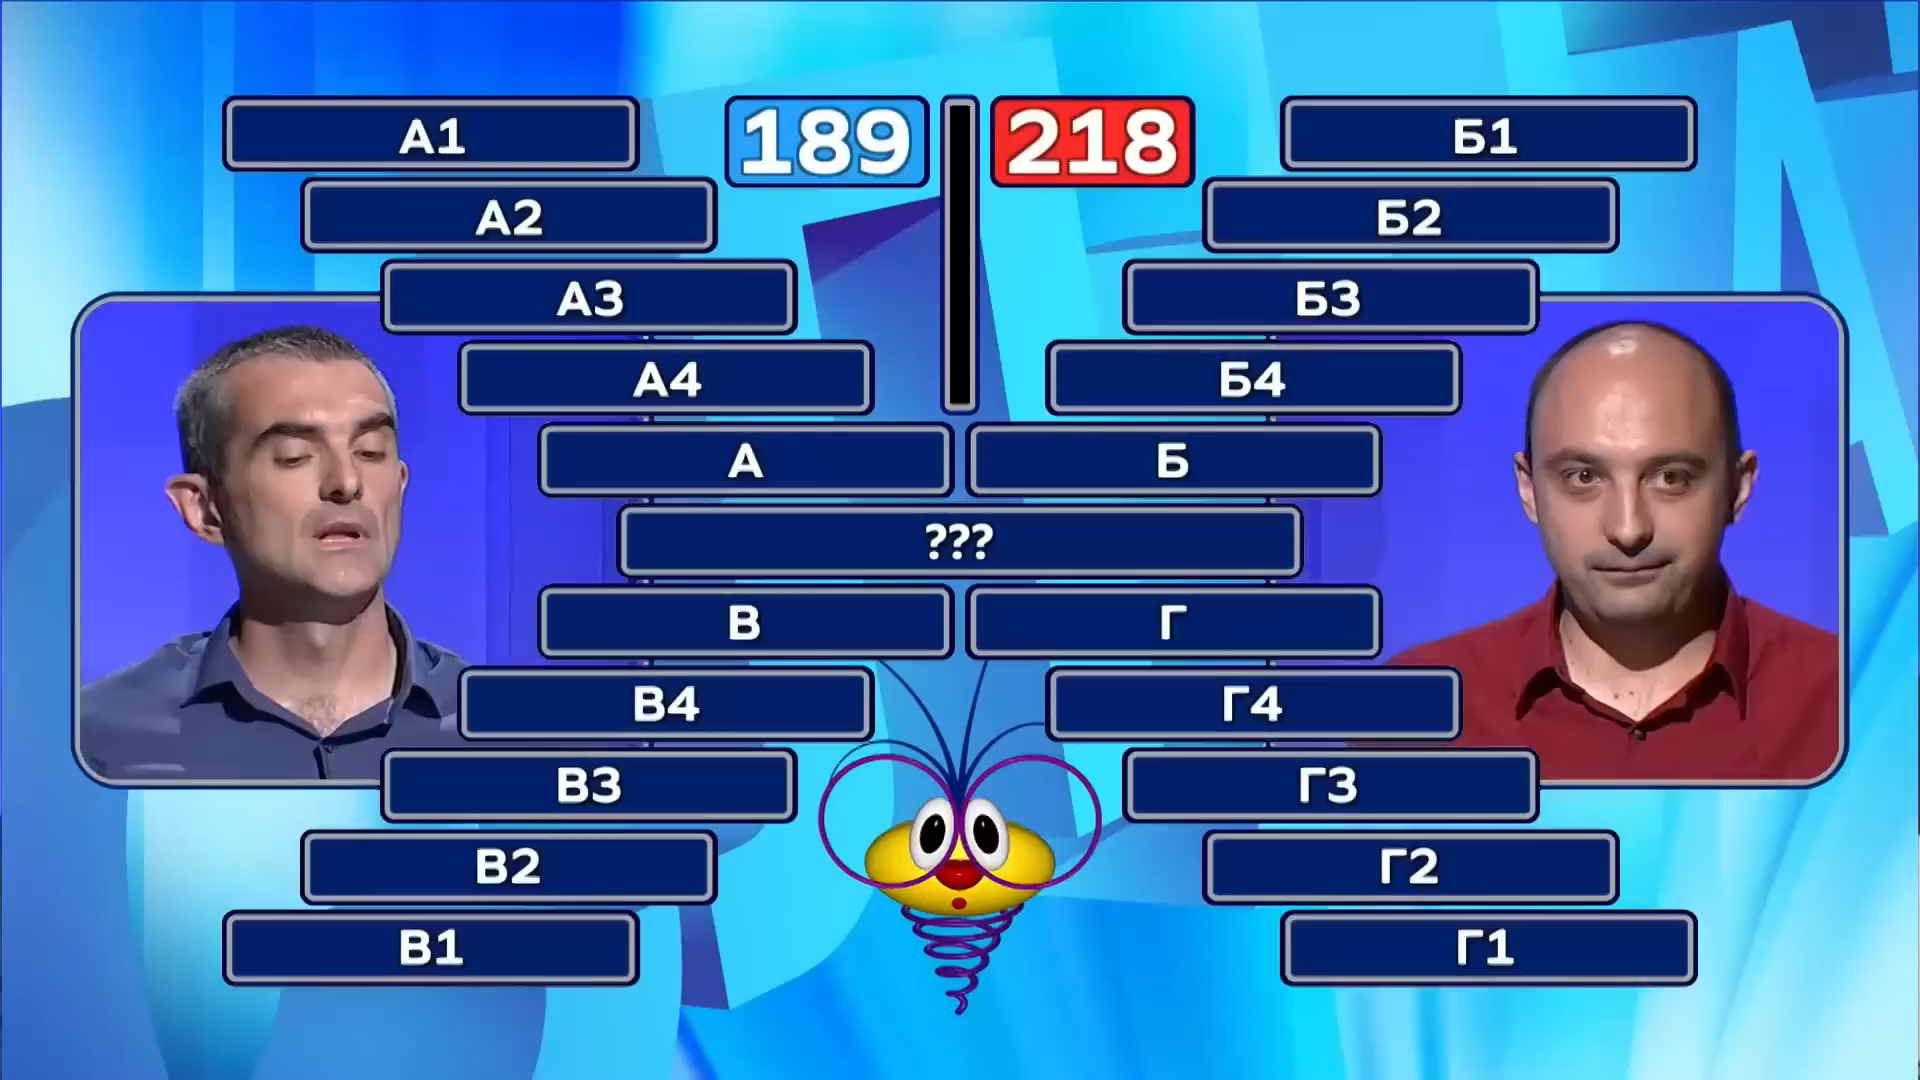 А1 189 218 Б1
А2 Б2
А3 Б3
А4 Б4
А Б
???
В Г
В4 Г4
В3 Г3
В2 Г2
В1 Г1